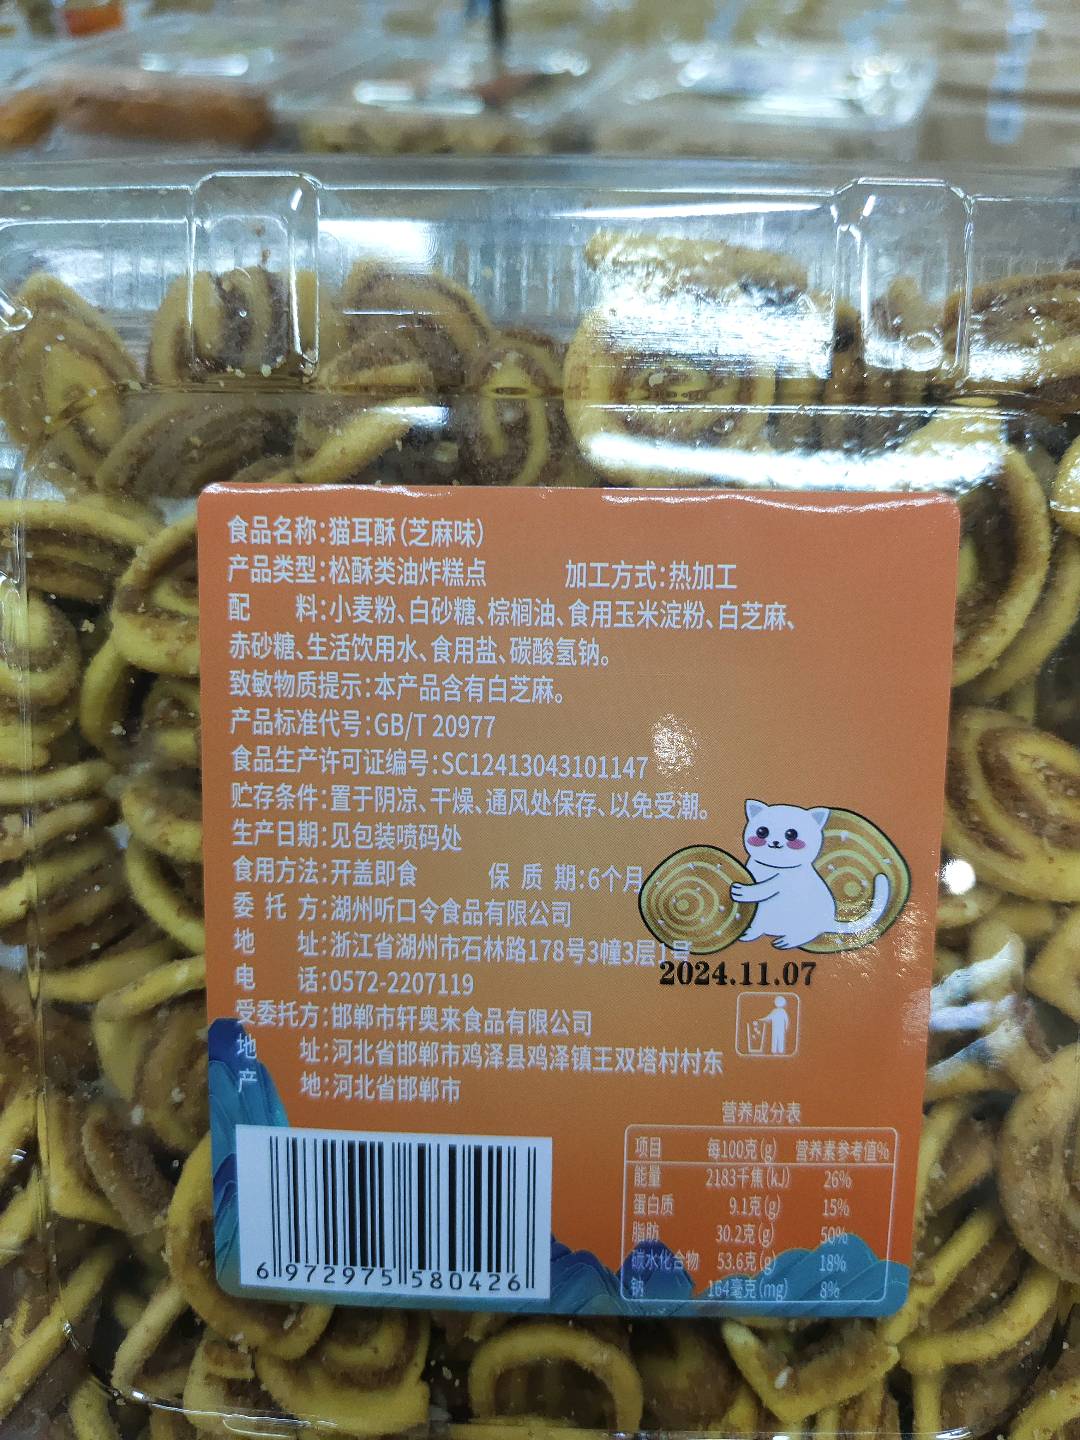 食品名称:猫耳酥(芝麻味)
产品类型:松酥类油炸糕点 加工方式:热加工
配 料:小麦粉、白砂糖、棕榈油、食用玉米淀粉、白芝麻、
赤砂糖、生活饮用水、食用盐、碳酸氢钠。
致敏物质提示:本产品含有白芝麻。
产品标准代号:GB/T 20977
食品生产许可证编号:SC12413043101147
贮存条件:置于阴凉、干燥、通风处保存、以免受潮。
生产日期:见包装喷码处
食用方法:开盖即食 保 质 期:6个月
委 托 方:湖州听口令食品有限公司
地 址:浙江省湖州市石林路178号3幢3层1号
2024.11.07
电 话:0572-2207119
受委托方:邯郸市轩奥来食品有限公司
地 址:河北省邯郸市鸡泽县鸡泽镇王双塔村村东
产 地:河北省邯郸市
营养成分表
项目 每100克(g) 营养素参考值%
能量 2183千焦(kJ) 26%
蛋白质 9.1克(g) 15%
脂肪 30.2克(g) 50%
碳水化合物 53.6克(g) 18%
钠 164毫克(mg) 8%
6 972975 580426